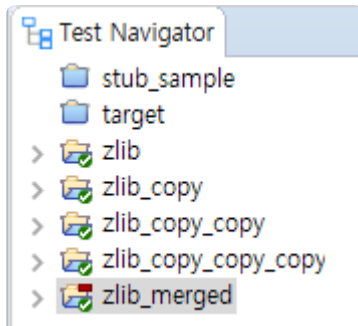 Test Navigator
stub_sample
target
zlib
zlib_copy
zlib_copy_copy
zlib_copy_copy_copy
zlib_merged